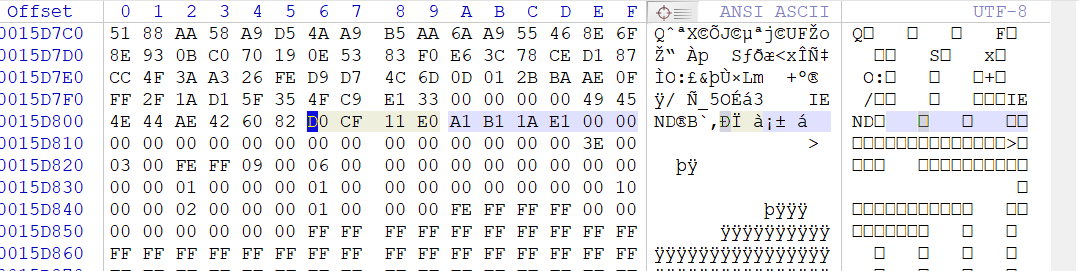 Offset 0 1 2 3 4 5 6 7 8 9 A B C D E F ANSI ASCII UTF-8
0015D7C0 51 88 AA 58 A9 D5 4A A9 B5 AA 6A A9 55 46 8E 6F QˆªX©ÕJ©µªj©UFŽo Q F
0015D7D0 8E 93 0B C0 70 19 0E 53 83 F0 E6 3C 78 CE D1 87 Ž“ Àp Sƒðæ<xÎÑ‡ S x
0015D7E0 CC 4F 3A A3 26 FE D9 D7 4C 6D 0D 01 2B BA AE 0F ÌO:£&þÙ×Lm +º® O: +
0015D7F0 FF 2F 1A D1 5F 35 4F C9 E1 33 00 00 00 00 49 45 ÿ/ Ñ_5OÉá3 IE / IE
0015D800 4E 44 AE 42 60 82 D0 CF 11 E0 A1 B1 1A E1 00 00 ND®B`‚ÐÏ à¡± á ND
0015D810 00 00 00 00 00 00 00 00 00 00 00 00 00 00 3E 00 > >
0015D820 03 00 FE FF 09 00 06 00 00 00 00 00 00 00 00 00 þÿ
0015D830 00 00 01 00 00 00 01 00 00 00 00 00 00 00 00 10
0015D840 00 00 02 00 00 00 01 00 00 00 FE FF FF FF 00 00 þÿÿÿ
0015D850 00 00 00 00 00 00 FF FF FF FF FF FF FF FF FF FF ÿÿÿÿÿÿÿÿÿÿ
0015D860 FF FF FF FF FF FF FF FF FF FF FF FF FF FF FF FF ÿÿÿÿÿÿÿÿÿÿÿÿÿÿÿÿ